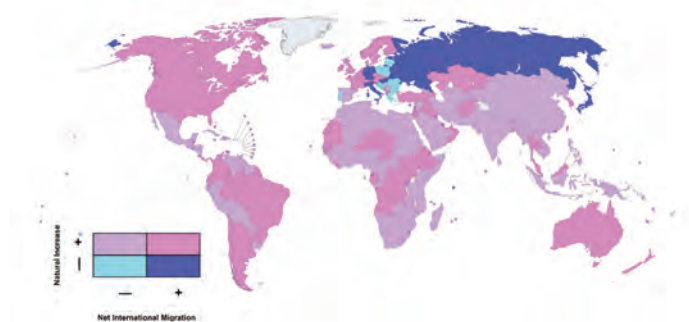 Natural Increase
+
—
— +
Net International Migration